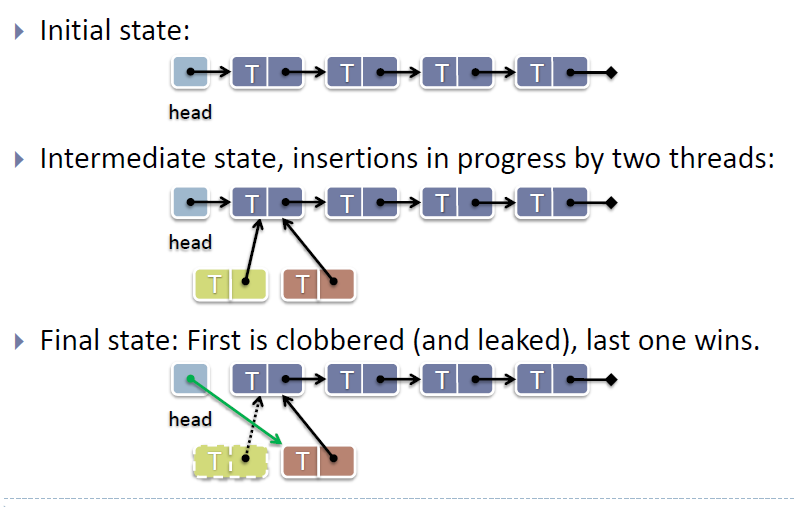 Initial state:
T T T T
head
Intermediate state, insertions in progress by two threads:
T T T T
head
T T
Final state: First is clobbered (and leaked), last one wins.
T T T T
head
T T